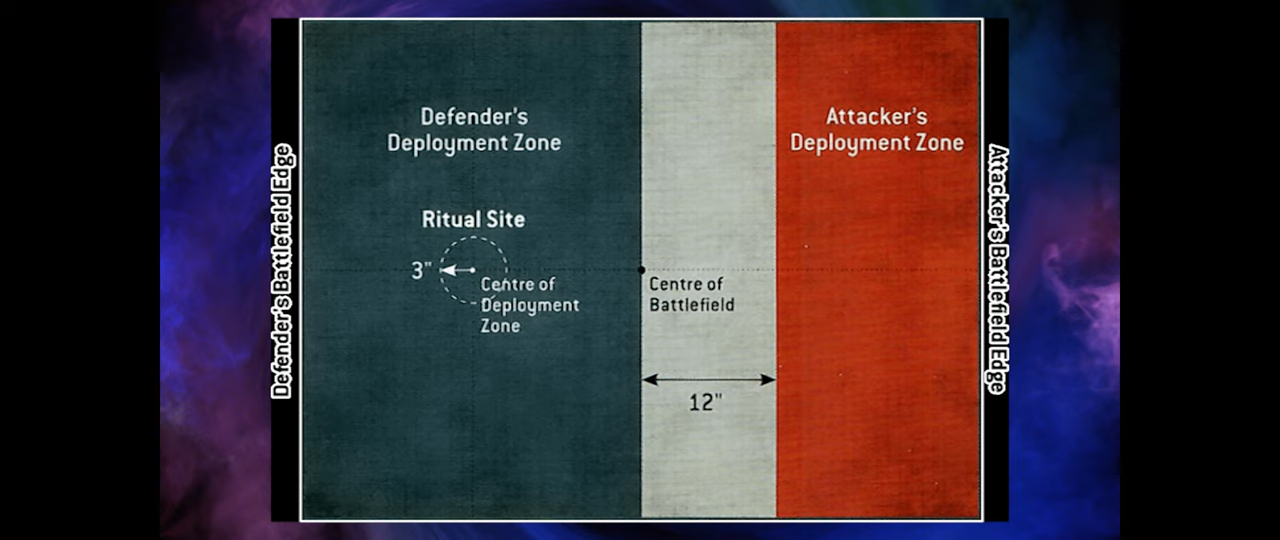 Defender's Battlefield Edge
Defender's
Deployment Zone
Ritual Site
3"
Centre of
Deployment
Zone
Centre of
Battlefield
12"
Attacker's
Deployment Zone
Attacker's Battlefield Edge